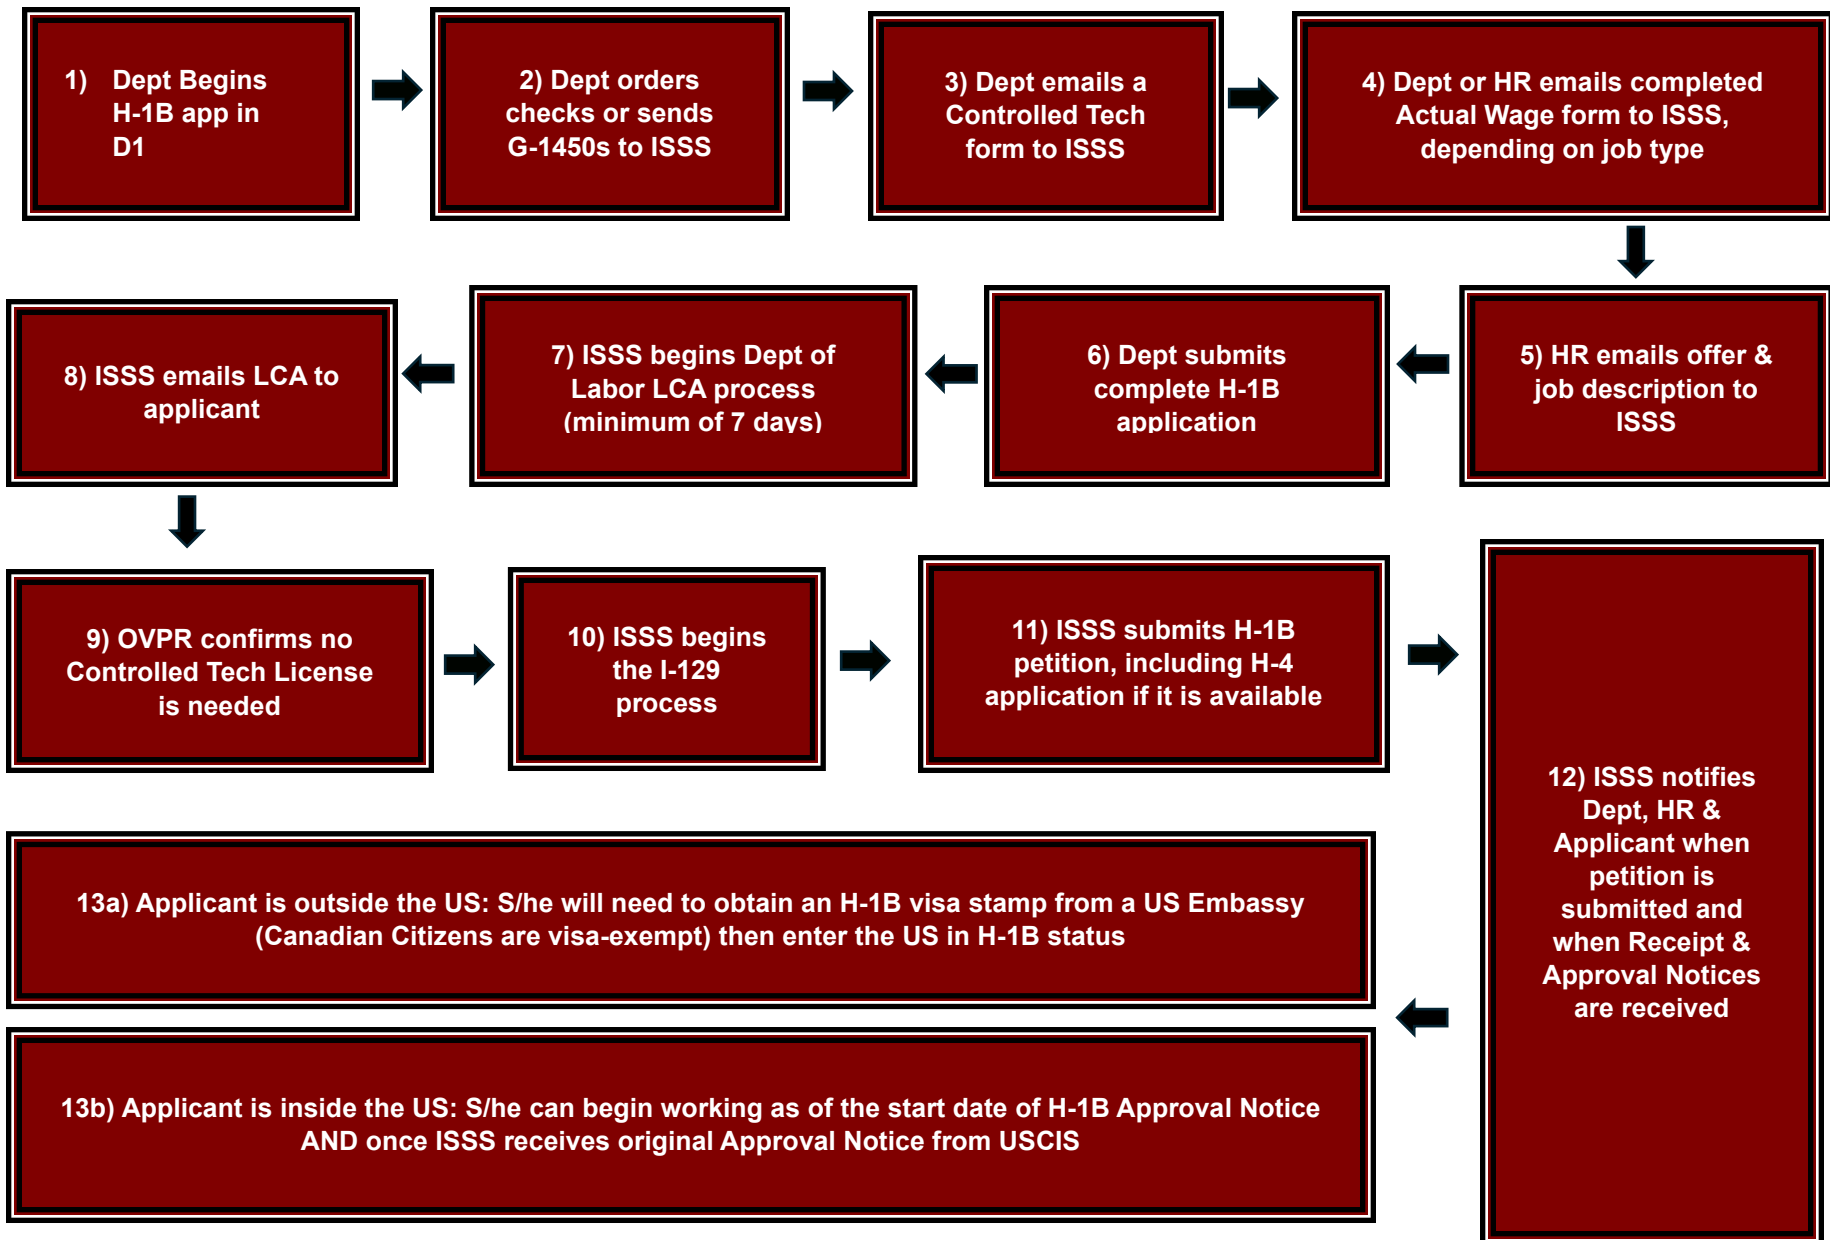 1) Dept Begins
H-1B app in
D1
2) Dept orders
checks or sends
G-1450s to ISSS
3) Dept emails a
Controlled Tech
form to ISSS
4) Dept or HR emails completed
Actual Wage form to ISSS,
depending on job type
5) HR emails offer &
job description to
ISSS
6) Dept submits
complete H-1B
application
7) ISSS begins Dept of
Labor LCA process
(minimum of 7 days)
8) ISSS emails LCA to
applicant
9) OVPR confirms no
Controlled Tech License
is needed
10) ISSS begins
the I-129
process
11) ISSS submits H-1B
petition, including H-4
application if it is available
12) ISSS notifies
Dept, HR &
Applicant when
petition is
submitted and
when Receipt &
Approval Notices
are received
13a) Applicant is outside the US: S/he will need to obtain an H-1B visa stamp from a US Embassy
(Canadian Citizens are visa-exempt) then enter the US in H-1B status
13b) Applicant is inside the US: S/he can begin working as of the start date of H-1B Approval Notice
AND once ISSS receives original Approval Notice from USCIS